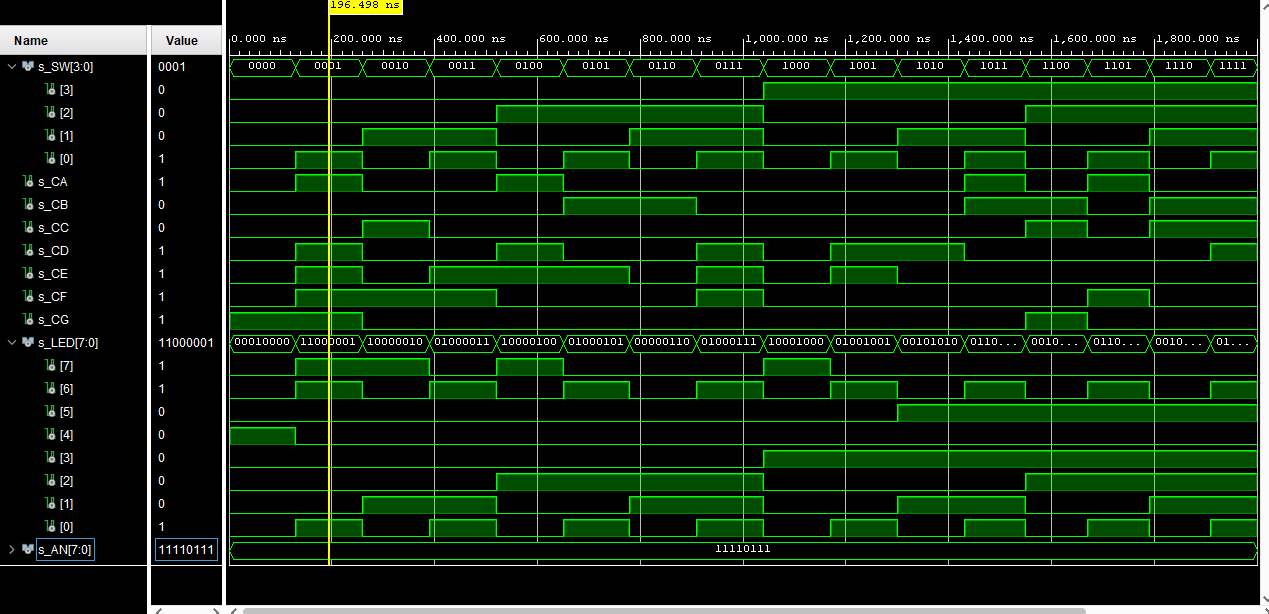 196.498 ns
Name Value 0.000 ns 200.000 ns 400.000 ns 600.000 ns 800.000 ns 1,000.000 ns 1,200.000 ns 1,400.000 ns 1,600.000 ns 1,800.000 ns
s_SW[3:0] 0001 0000 0001 0010 0011 0100 0101 0110 0111 1000 1001 1010 1011 1100 1101 1110 1111
[3] 0
[2] 0
[1] 0
[0] 1
s_CA 1
s_CB 0
s_CC 0
s_CD 1
s_CE 1
s_CF 1
s_CG 1
s_LED[7:0] 11000001 00010000 11000001 10000010 01000011 10000100 01000101 00000110 01000111 10001000 01001001 00101010 0110... 0010... 0110... 0010... 01...
[7] 1
[6] 1
[5] 0
[4] 0
[3] 0
[2] 0
[1] 0
[0] 1
s_AN[7:0] 11110111 11110111